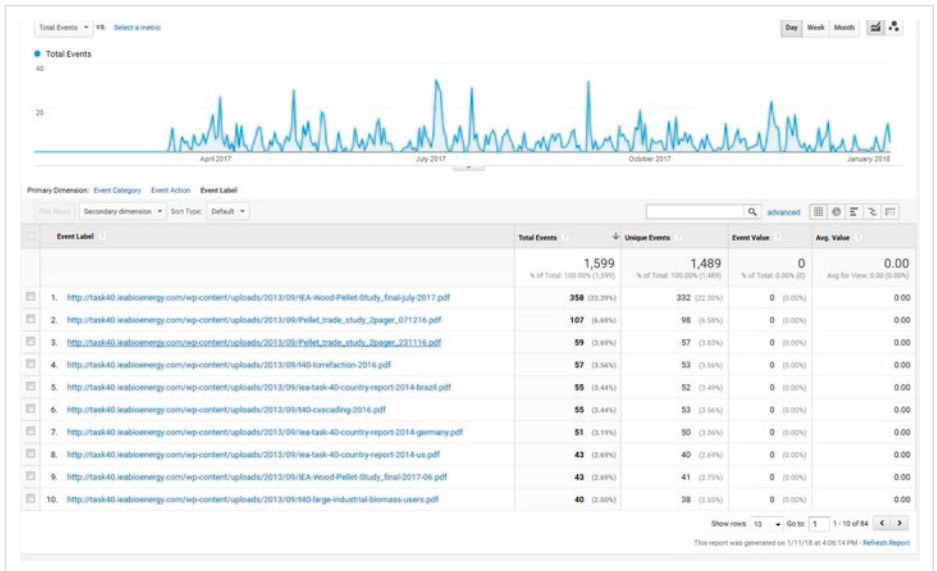 Total Events VS. Select a metric Day Week Month
Total Events
40
20
April 2017 July 2017 October 2017 January 2018
Primary Dimension: Event Category Event Action Event Label
Plot Rows Secondary dimension Sort Type: Default advanced
Event Label Total Events Unique Events Event Value Avg. Value
1,599 1,489 0 0.00
% of Total: 100.00% (1,599) % of Total: 100.00% (1,489) % of Total: 0.00% (0) Avg for View: 0.00 (0.00%)
1. http://task40.ieabioenergy.com/wp-content/uploads/2013/09/IEA-Wood-Pellet-Study_final-july-2017.pdf 358 (22.39%) 332 (22.30%) 0 (0.00%) 0.00
2. http://task40.ieabioenergy.com/wp-content/uploads/2013/09/Pellet_trade_study_2pager_071216.pdf 107 (6.69%) 98 (6.58%) 0 (0.00%) 0.00
3. http://task40.ieabioenergy.com/wp-content/uploads/2013/09/Pellet_trade_study_2pager_231116.pdf 59 (3.69%) 57 (3.83%) 0 (0.00%) 0.00
4. http://task40.ieabioenergy.com/wp-content/uploads/2013/09/t40-torrefaction-2016.pdf 57 (3.56%) 53 (3.56%) 0 (0.00%) 0.00
5. http://task40.ieabioenergy.com/wp-content/uploads/2013/09/iea-task-40-country-report-2014-brazil.pdf 55 (3.44%) 52 (3.49%) 0 (0.00%) 0.00
6. http://task40.ieabioenergy.com/wp-content/uploads/2013/09/t40-cascading-2016.pdf 55 (3.44%) 53 (3.56%) 0 (0.00%) 0.00
7. http://task40.ieabioenergy.com/wp-content/uploads/2013/09/iea-task-40-country-report-2014-germany.pdf 51 (3.19%) 50 (3.36%) 0 (0.00%) 0.00
8. http://task40.ieabioenergy.com/wp-content/uploads/2013/09/iea-task-40-country-report-2014-us.pdf 43 (2.69%) 40 (2.69%) 0 (0.00%) 0.00
9. http://task40.ieabioenergy.com/wp-content/uploads/2013/09/IEA-Wood-Pellet-Study_final-2017-06.pdf 43 (2.69%) 41 (2.75%) 0 (0.00%) 0.00
10. http://task40.ieabioenergy.com/wp-content/uploads/2013/09/t40-large-industrial-biomass-users.pdf 40 (2.50%) 38 (2.55%) 0 (0.00%) 0.00
Show rows: 10 Go to: 1 1 - 10 of 84
This report was generated on 1/11/18 at 4:06:14 PM - Refresh Report